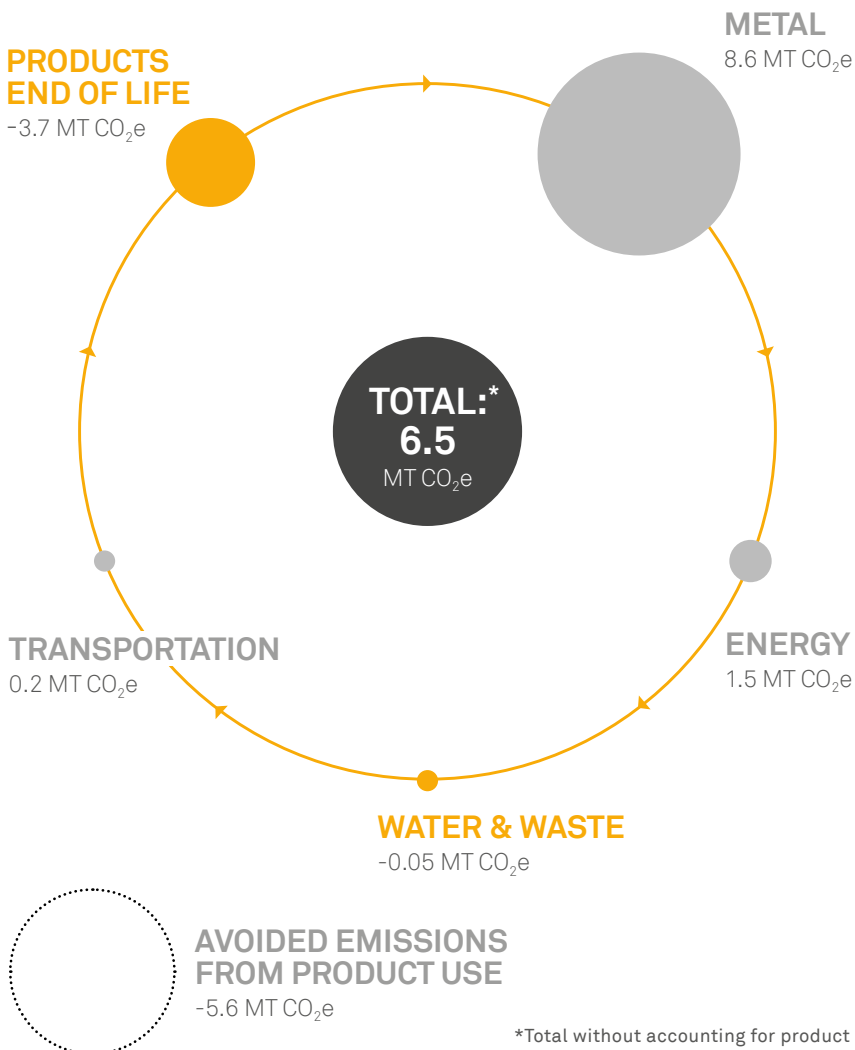 METAL
8.6 MT CO₂e
PRODUCTS
END OF LIFE
-3.7 MT CO₂e
TOTAL:*
6.5
MT CO₂e
TRANSPORTATION
0.2 MT CO₂e
ENERGY
1.5 MT CO₂e
WATER & WASTE
-0.05 MT CO₂e
AVOIDED EMISSIONS
FROM PRODUCT USE
-5.6 MT CO₂e
*Total without accounting for product